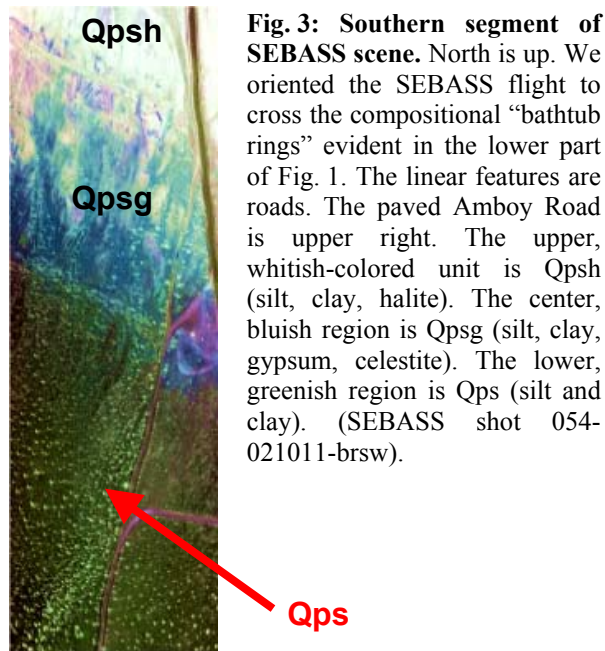 Qpsh
Qpsg
Qps
Fig. 3: Southern segment of
SEBASS scene. North is up. We
oriented the SEBASS flight to
cross the compositional “bathtub
rings” evident in the lower part
of Fig. 1. The linear features are
roads. The paved Amboy Road
is upper right. The upper,
whitish-colored unit is Qpsh
(silt, clay, halite). The center,
bluish region is Qpsg (silt, clay,
gypsum, celestite). The lower,
greenish region is Qps (silt and
clay). (SEBASS shot 054-
021011-brsw).